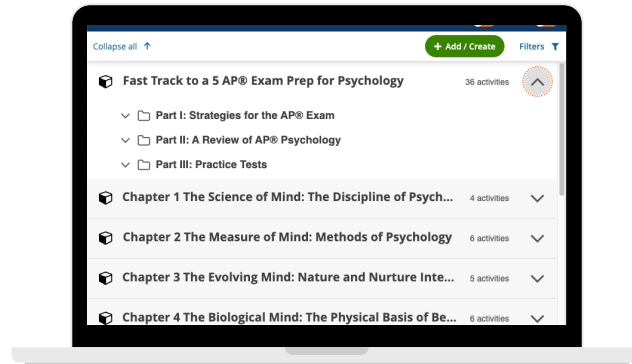 Collapse all ↑
+ Add / Create
Filters
Fast Track to a 5 AP® Exam Prep for Psychology
36 activities
Part I: Strategies for the AP® Exam
Part II: A Review of AP® Psychology
Part III: Practice Tests
Chapter 1 The Science of Mind: The Discipline of Psych...
4 activities
Chapter 2 The Measure of Mind: Methods of Psychology
6 activities
Chapter 3 The Evolving Mind: Nature and Nurture Inte...
5 activities
Chapter 4 The Biological Mind: The Physical Basis of Be...
6 activities